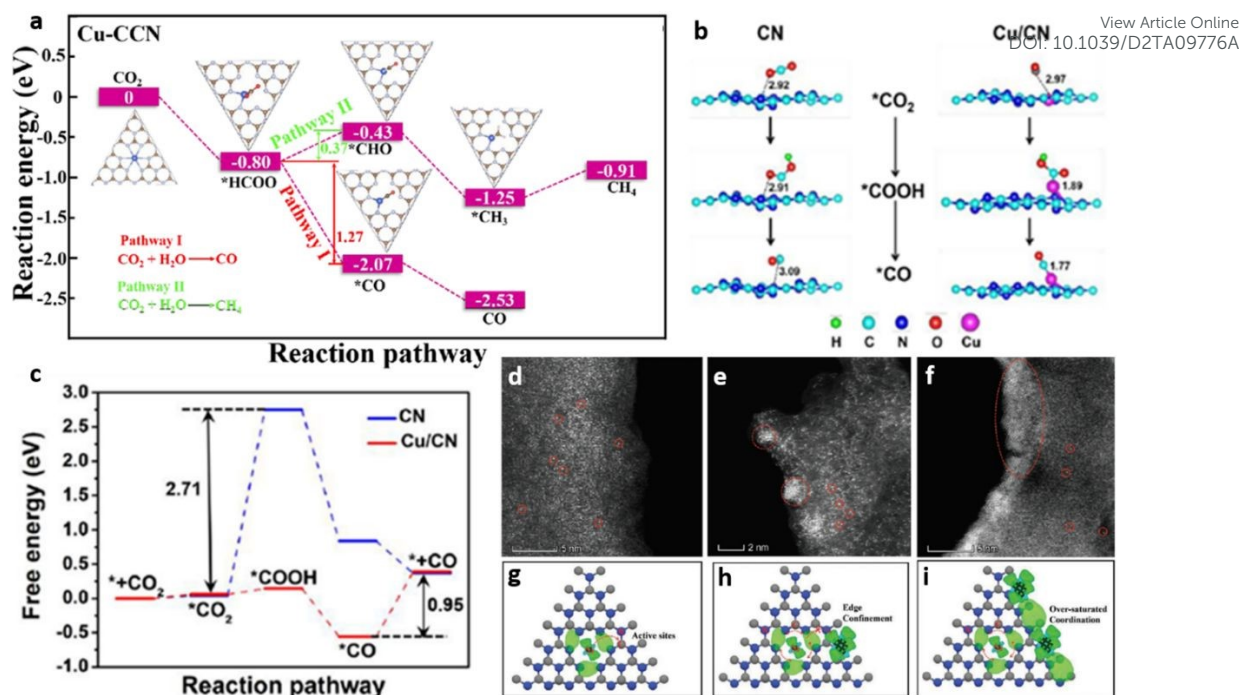 View Article Online
DOI: 10.1039/D2TA09776A
a
Cu-CCN
Reaction energy (eV)
0.5
0
-0.5
-1.0
-1.5
-2.0
-2.5
CO₂
0
-0.80
*HCOO
Pathway II
0.37
-0.43
*CHO
-1.25
*CH₃
-0.91
CH₄
Pathway I
1.27
-2.07
*CO
-2.53
CO
Pathway I
CO₂ + H₂O → CO
Pathway II
CO₂ + H₂O → CH₄
Reaction pathway
b
CN
Cu/CN
2.92
*CO₂
2.97
2.91
*COOH
1.89
3.09
*CO
1.77
H C N O Cu
c
Free energy (eV)
3.0
2.5
2.0
1.5
1.0
0.5
0.0
-0.5
-1.0
CN
Cu/CN
2.71
*+CO₂
*CO₂
*COOH
*CO
*+CO
0.95
Reaction pathway
d
5 nm
e
2 nm
f
5 nm
g
Active sites
h
Edge
Confinement
i
Over-saturated
Coordination